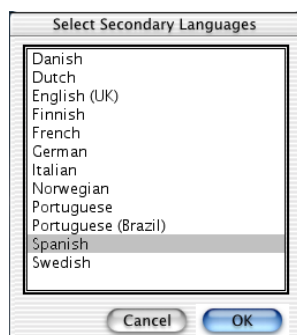 Select Secondary Languages
Danish
Dutch
English (UK)
Finnish
French
German
Italian
Norwegian
Portuguese
Portuguese (Brazil)
Spanish
Swedish
Cancel OK